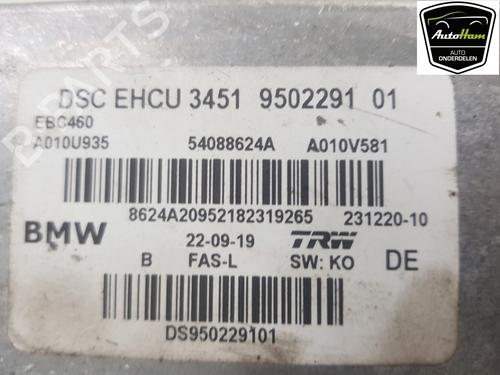 AutoHam
AUTO
ONDERDELEN
B-PARTS
DSC EHCU 3451 9502291 01
EBC460
A010U935 54088624A A010V581
8624A20952182319265 231220-10
BMW 22-09-19 TRW
B FAS-L SW: KO DE
DS950229101